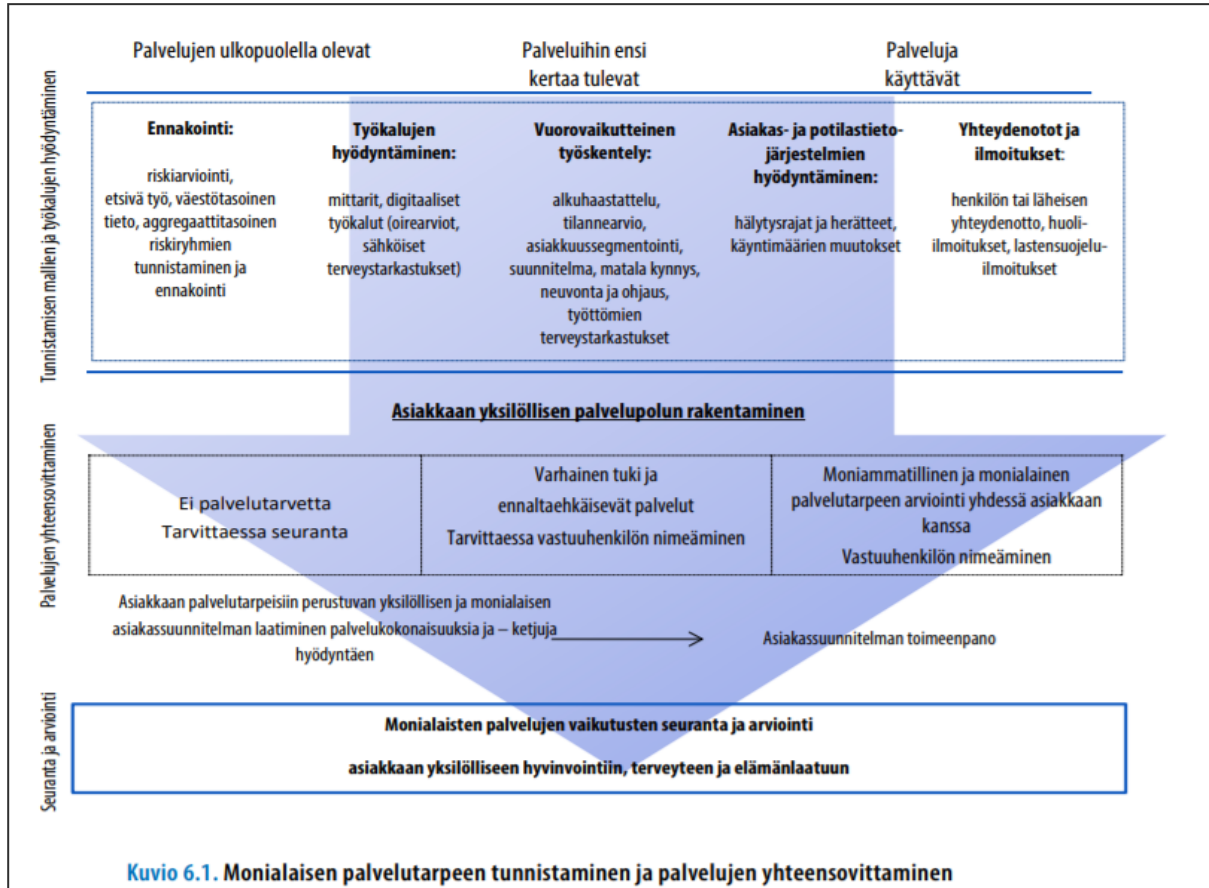 Palvelujen ulkopuolella olevat
Palveluihin ensi
kertaa tulevat
Palveluja
käyttävät
Tunnistamisen mallien ja työkalujen hyödyntäminen
Ennakointi:
riskiarviointi,
etsivä työ, väestötasoinen
tieto, aggregaattitasoinen
riskiryhmien
tunnistaminen ja
ennakointi
Työkalujen
hyödyntäminen:
mittarit, digitaaliset
työkalut (oirearviot,
sähköiset
terveystarkastukset)
Vuorovaikutteinen
työskentely:
alkuhaastattelu,
tilannearvio,
asiakkuussegmentointi,
suunnitelma, matala kynnys,
neuvonta ja ohjaus,
työttömien
terveystarkastukset
Asiakas- ja potilastieto-
järjestelmien
hyödyntäminen:
hälytysrajat ja herätteet,
käyntimäärien muutokset
Yhteydenotot ja
ilmoitukset:
henkilön tai läheisen
yhteydenotto, huoli-
ilmoitukset, lastensuojelu-
ilmoitukset
Asiakkaan yksilöllisen palvelupolun rakentaminen
Palvelujen yhteensovittaminen
Ei palvelutarvetta
Tarvittaessa seuranta
Varhainen tuki ja
ennaltaehkäisevät palvelut
Tarvittaessa vastuuhenkilön nimeäminen
Moniammatillinen ja monialainen
palvelutarpeen arviointi yhdessä asiakkaan
kanssa
Vastuuhenkilön nimeäminen
Asiakkaan palvelutarpeisiin perustuvan yksilöllisen ja monialaisen
asiakassuunnitelman laatiminen palvelukokonaisuuksia ja – ketjuja
hyödyntäen
Asiakassuunnitelman toimeenpano
Seuranta ja arviointi
Monialaisten palvelujen vaikutusten seuranta ja arviointi
asiakkaan yksilölliseen hyvinvointiin, terveyteen ja elämänlaatuun
Kuvio 6.1. Monialaisen palvelutarpeen tunnistaminen ja palvelujen yhteensovittaminen